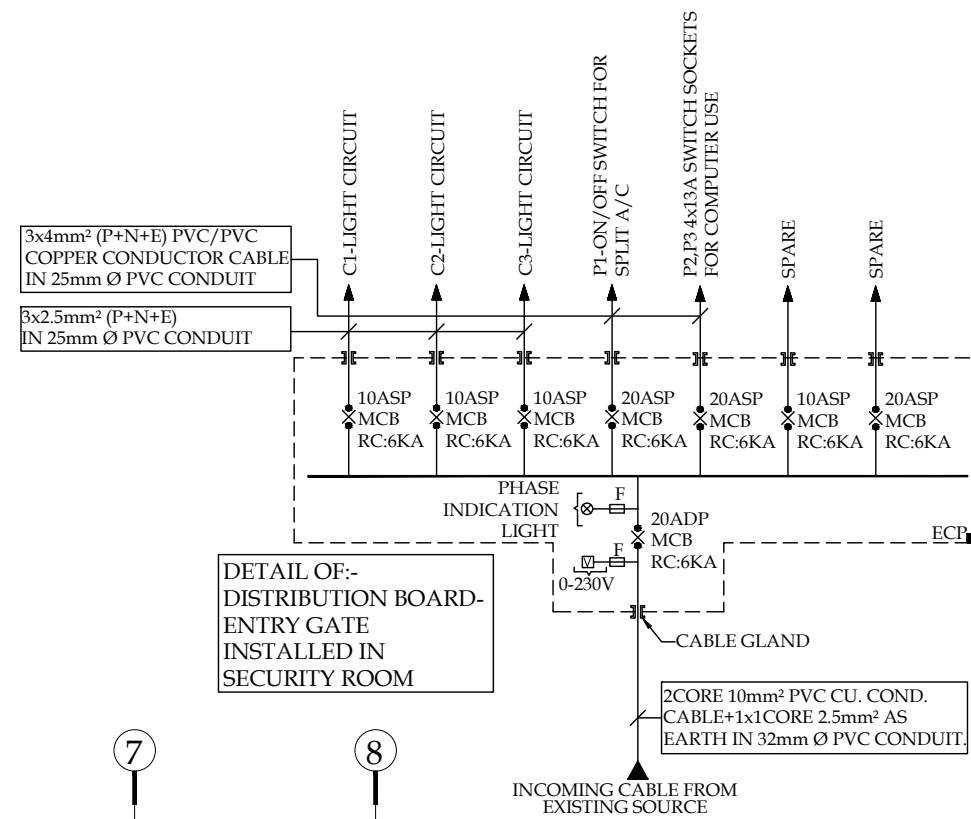 C1-LIGHT CIRCUIT
C2-LIGHT CIRCUIT
C3-LIGHT CIRCUIT
P1-ON/OFF SWITCH FOR
SPLIT A/C
P2,P3 4x13A SWITCH SOCKETS
FOR COMPUTER USE
SPARE
SPARE
3x4mm² (P+N+E) PVC/PVC
COPPER CONDUCTOR CABLE
IN 25mm Ø PVC CONDUIT
3x2.5mm² (P+N+E)
IN 25mm Ø PVC CONDUIT
10ASP
MCB
RC:6KA
10ASP
MCB
RC:6KA
10ASP
MCB
RC:6KA
20ASP
MCB
RC:6KA
20ASP
MCB
RC:6KA
10ASP
MCB
RC:6KA
20ASP
MCB
RC:6KA
PHASE
INDICATION
LIGHT
F
20ADP
MCB
RC:6KA
F
V
0-230V
ECP
DETAIL OF:-
DISTRIBUTION BOARD-
ENTRY GATE
INSTALLED IN
SECURITY ROOM
CABLE GLAND
2CORE 10mm² PVC CU. COND.
CABLE+1x1CORE 2.5mm² AS
EARTH IN 32mm Ø PVC CONDUIT.
7
8
INCOMING CABLE FROM
EXISTING SOURCE